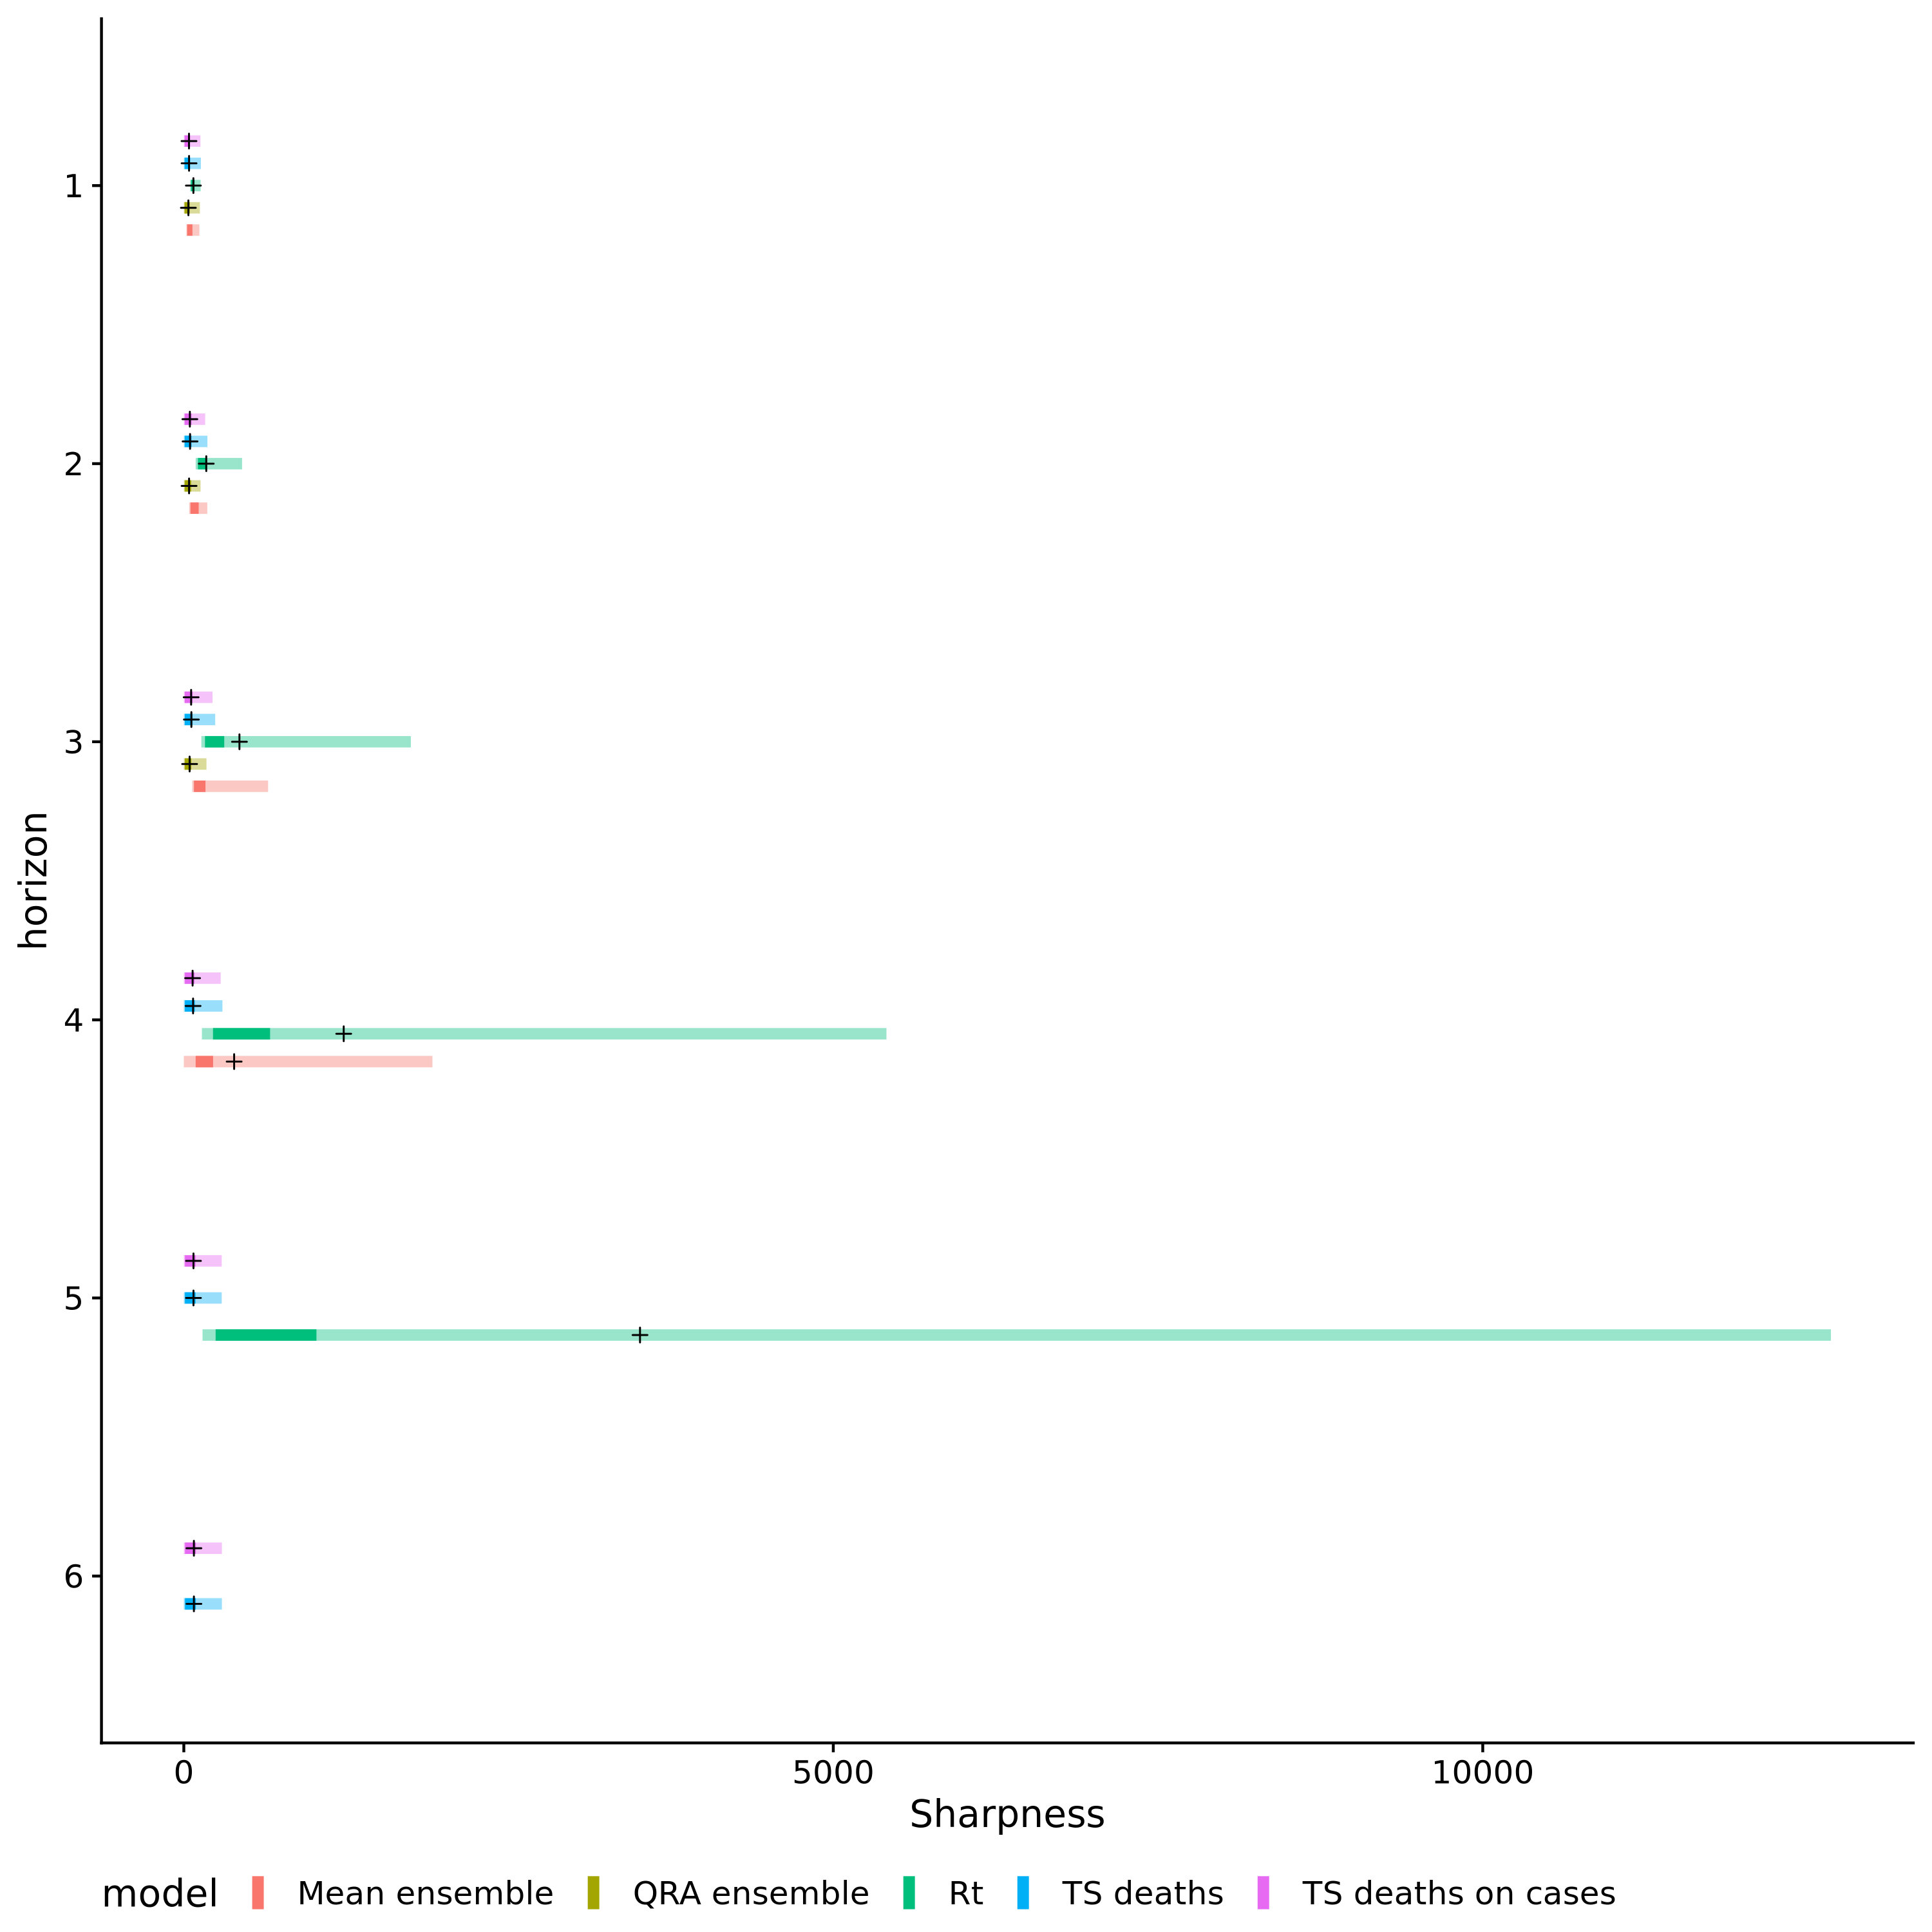 horizon
1
2
3
4
5
6
0 5000 10000
Sharpness
model Mean ensemble QRA ensemble Rt TS deaths TS deaths on cases